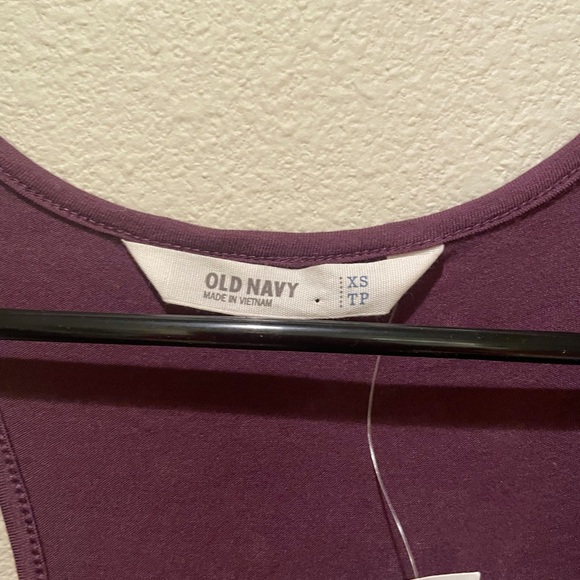 OLD NAVY
MADE IN VIETNAM
XS
TP